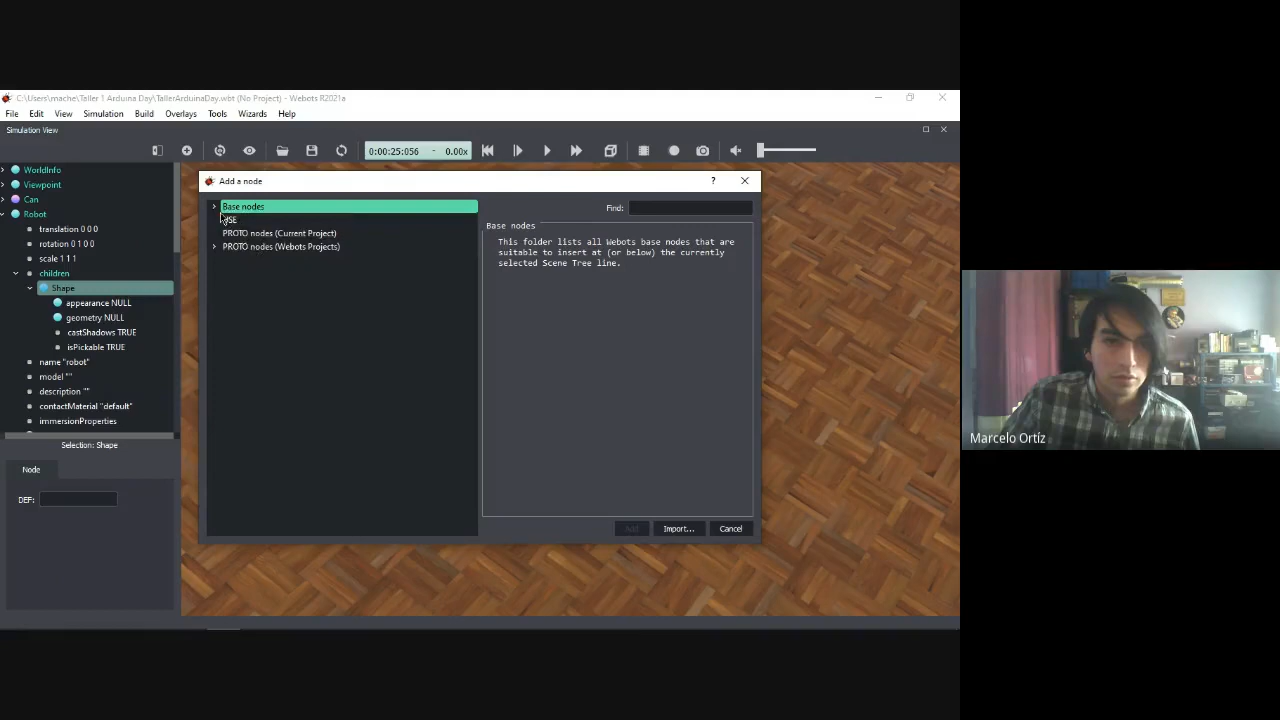 C:\Users\mache\Taller 1 Arduina Day\TallerArduinaDay.wbt (No Project) - Webots R2021a
File Edit View Simulation Build Overlays Tools Wizards Help
Simulation View
0:00:25:056 - 0.00x
WorldInfo
Viewpoint
Can
Robot
translation 0 0 0
rotation 0 1 0 0
scale 1 1 1
children
Shape
appearance NULL
geometry NULL
castShadows TRUE
isPickable TRUE
name "robot"
model ""
description ""
contactMaterial "default"
immersionProperties
Selection: Shape
Node
DEF:
Add a node
?
Base nodes
USE
PROTO nodes (Current Project)
PROTO nodes (Webots Projects)
Find:
Base nodes
This folder lists all Webots base nodes that are
suitable to insert at (or below) the currently
selected Scene Tree line.
Add Import... Cancel
Marcelo Ortíz